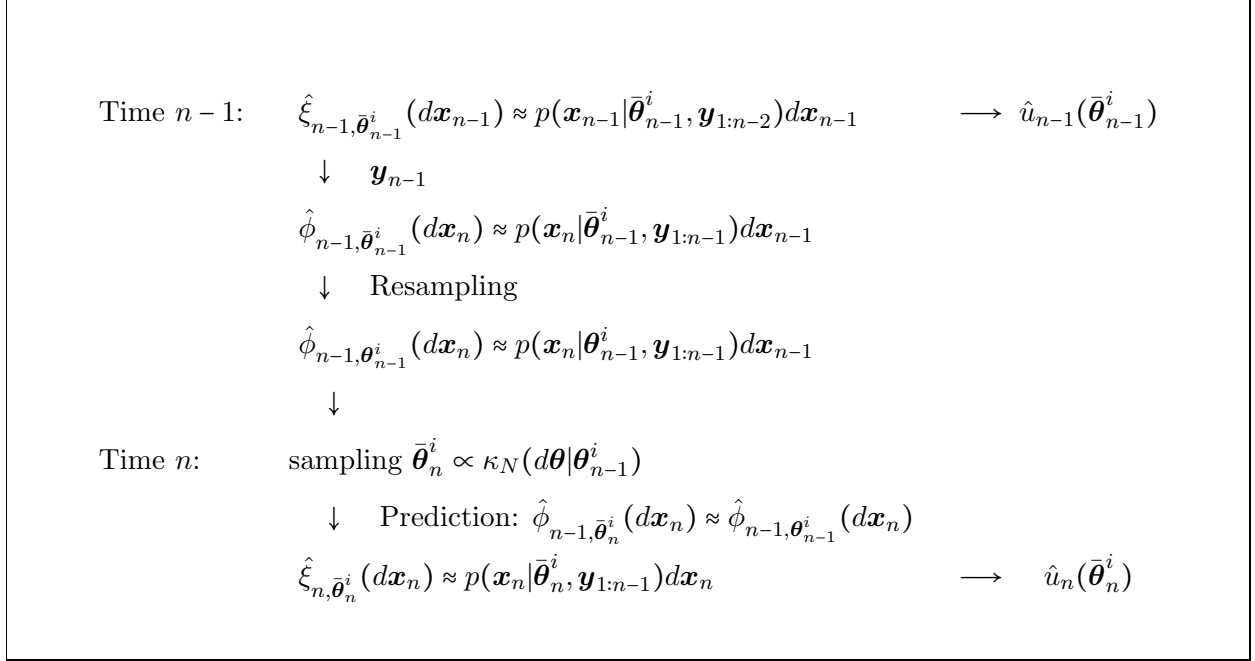 Time n − 1: ξ̂_{n−1,θ̄^i_{n−1}}(dx_{n−1}) ≈ p(x_{n−1}|θ̄^i_{n−1}, y_{1:n−2})dx_{n−1} ⟶ û_{n−1}(θ̄^i_{n−1})
↓ y_{n−1}
ϕ̂_{n−1,θ̄^i_{n−1}}(dx_n) ≈ p(x_n|θ̄^i_{n−1}, y_{1:n−1})dx_{n−1}
↓ Resampling
ϕ̂_{n−1,θ^i_{n−1}}(dx_n) ≈ p(x_n|θ^i_{n−1}, y_{1:n−1})dx_{n−1}
↓
Time n: sampling θ̄^i_n ∝ κ_N(dθ|θ^i_{n−1})
↓ Prediction: ϕ̂_{n−1,θ̄^i_n}(dx_n) ≈ ϕ̂_{n−1,θ^i_{n−1}}(dx_n)
ξ̂_{n,θ̄^i_n}(dx_n) ≈ p(x_n|θ̄^i_n, y_{1:n−1})dx_n ⟶ û_n(θ̄^i_n)